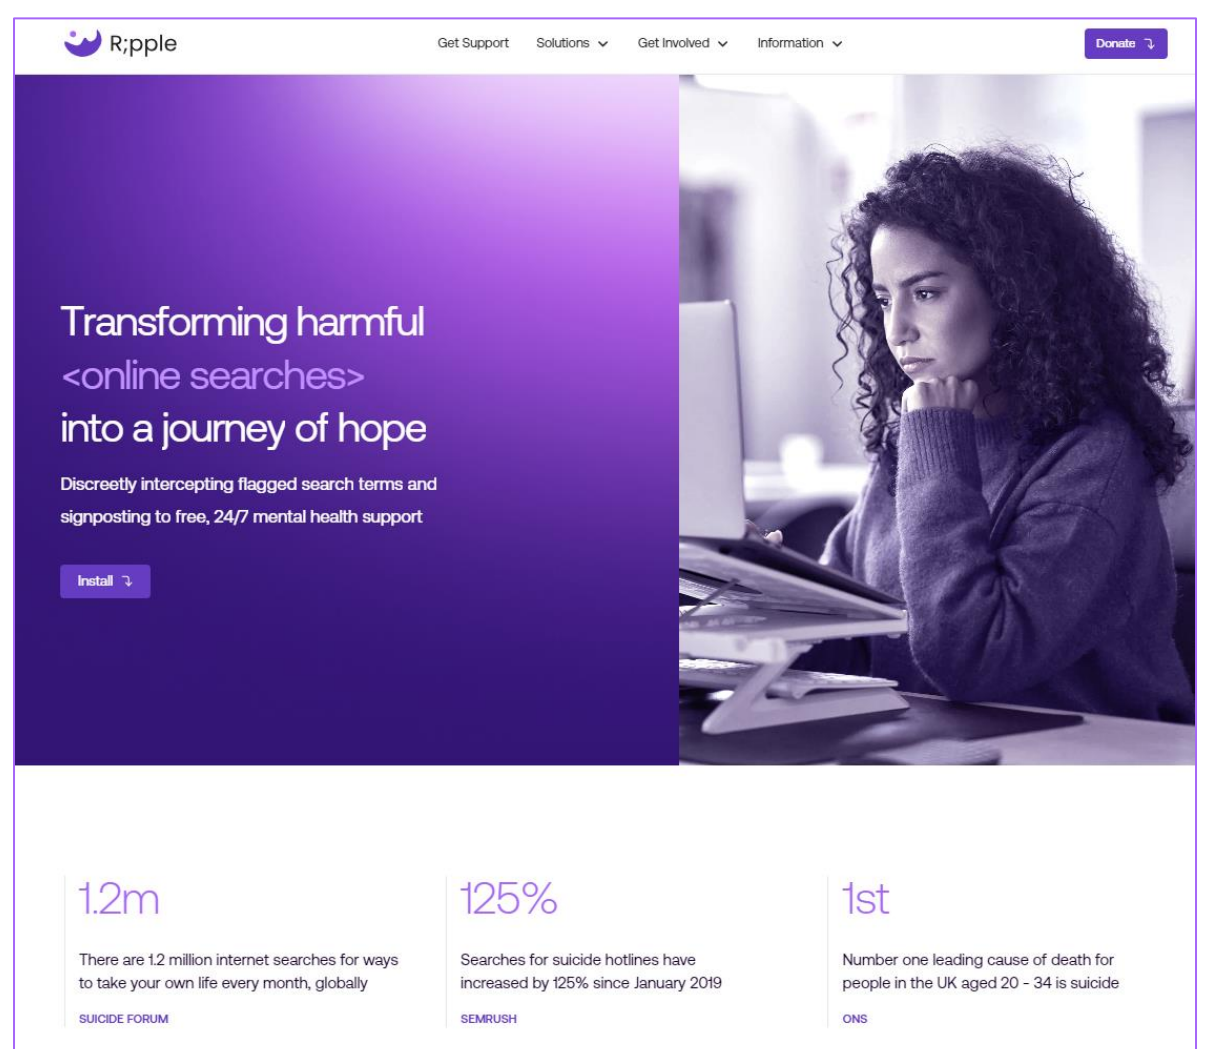 R;pple
Get Support
Solutions
Get Involved
Information
Donate
Transforming harmful
<online searches>
into a journey of hope
Discreetly intercepting flagged search terms and
signposting to free, 24/7 mental health support
Install
1.2m
There are 1.2 million internet searches for ways
to take your own life every month, globally
SUICIDE FORUM
125%
Searches for suicide hotlines have
increased by 125% since January 2019
SEMRUSH
1st
Number one leading cause of death for
people in the UK aged 20 - 34 is suicide
ONS